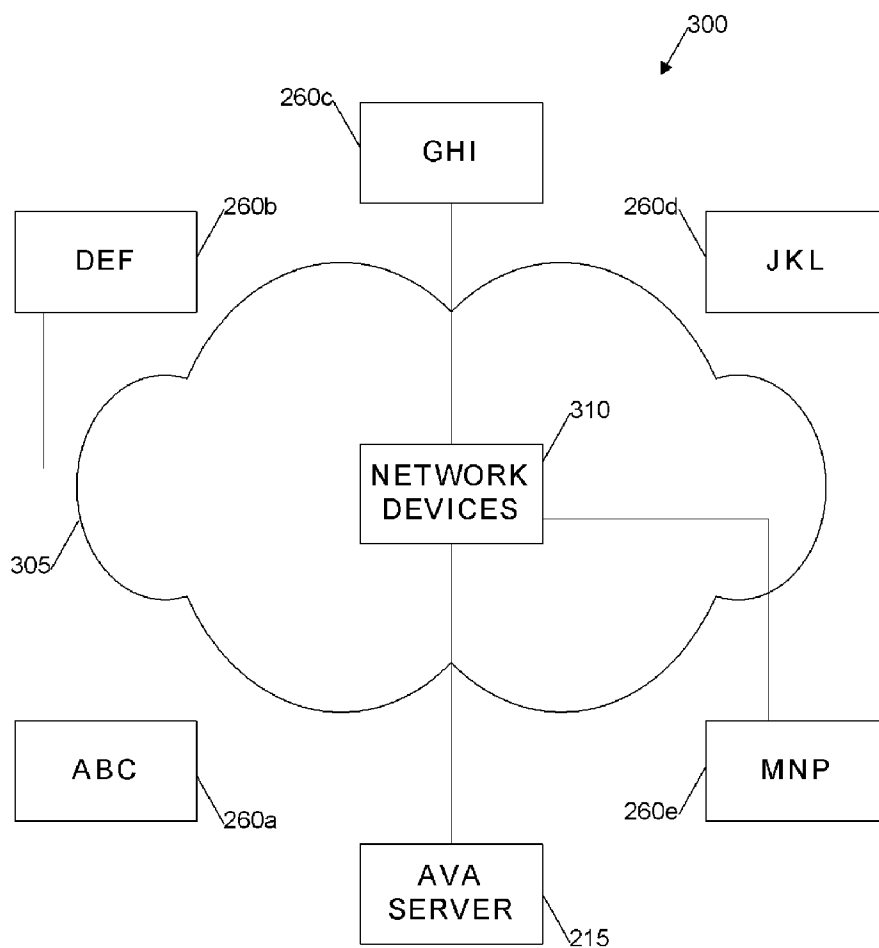 300
260c
GHI
260b
260d
DEF
JKL
310
NETWORK
DEVICES
305
ABC
MNP
260a
260e
AVA
SERVER
215